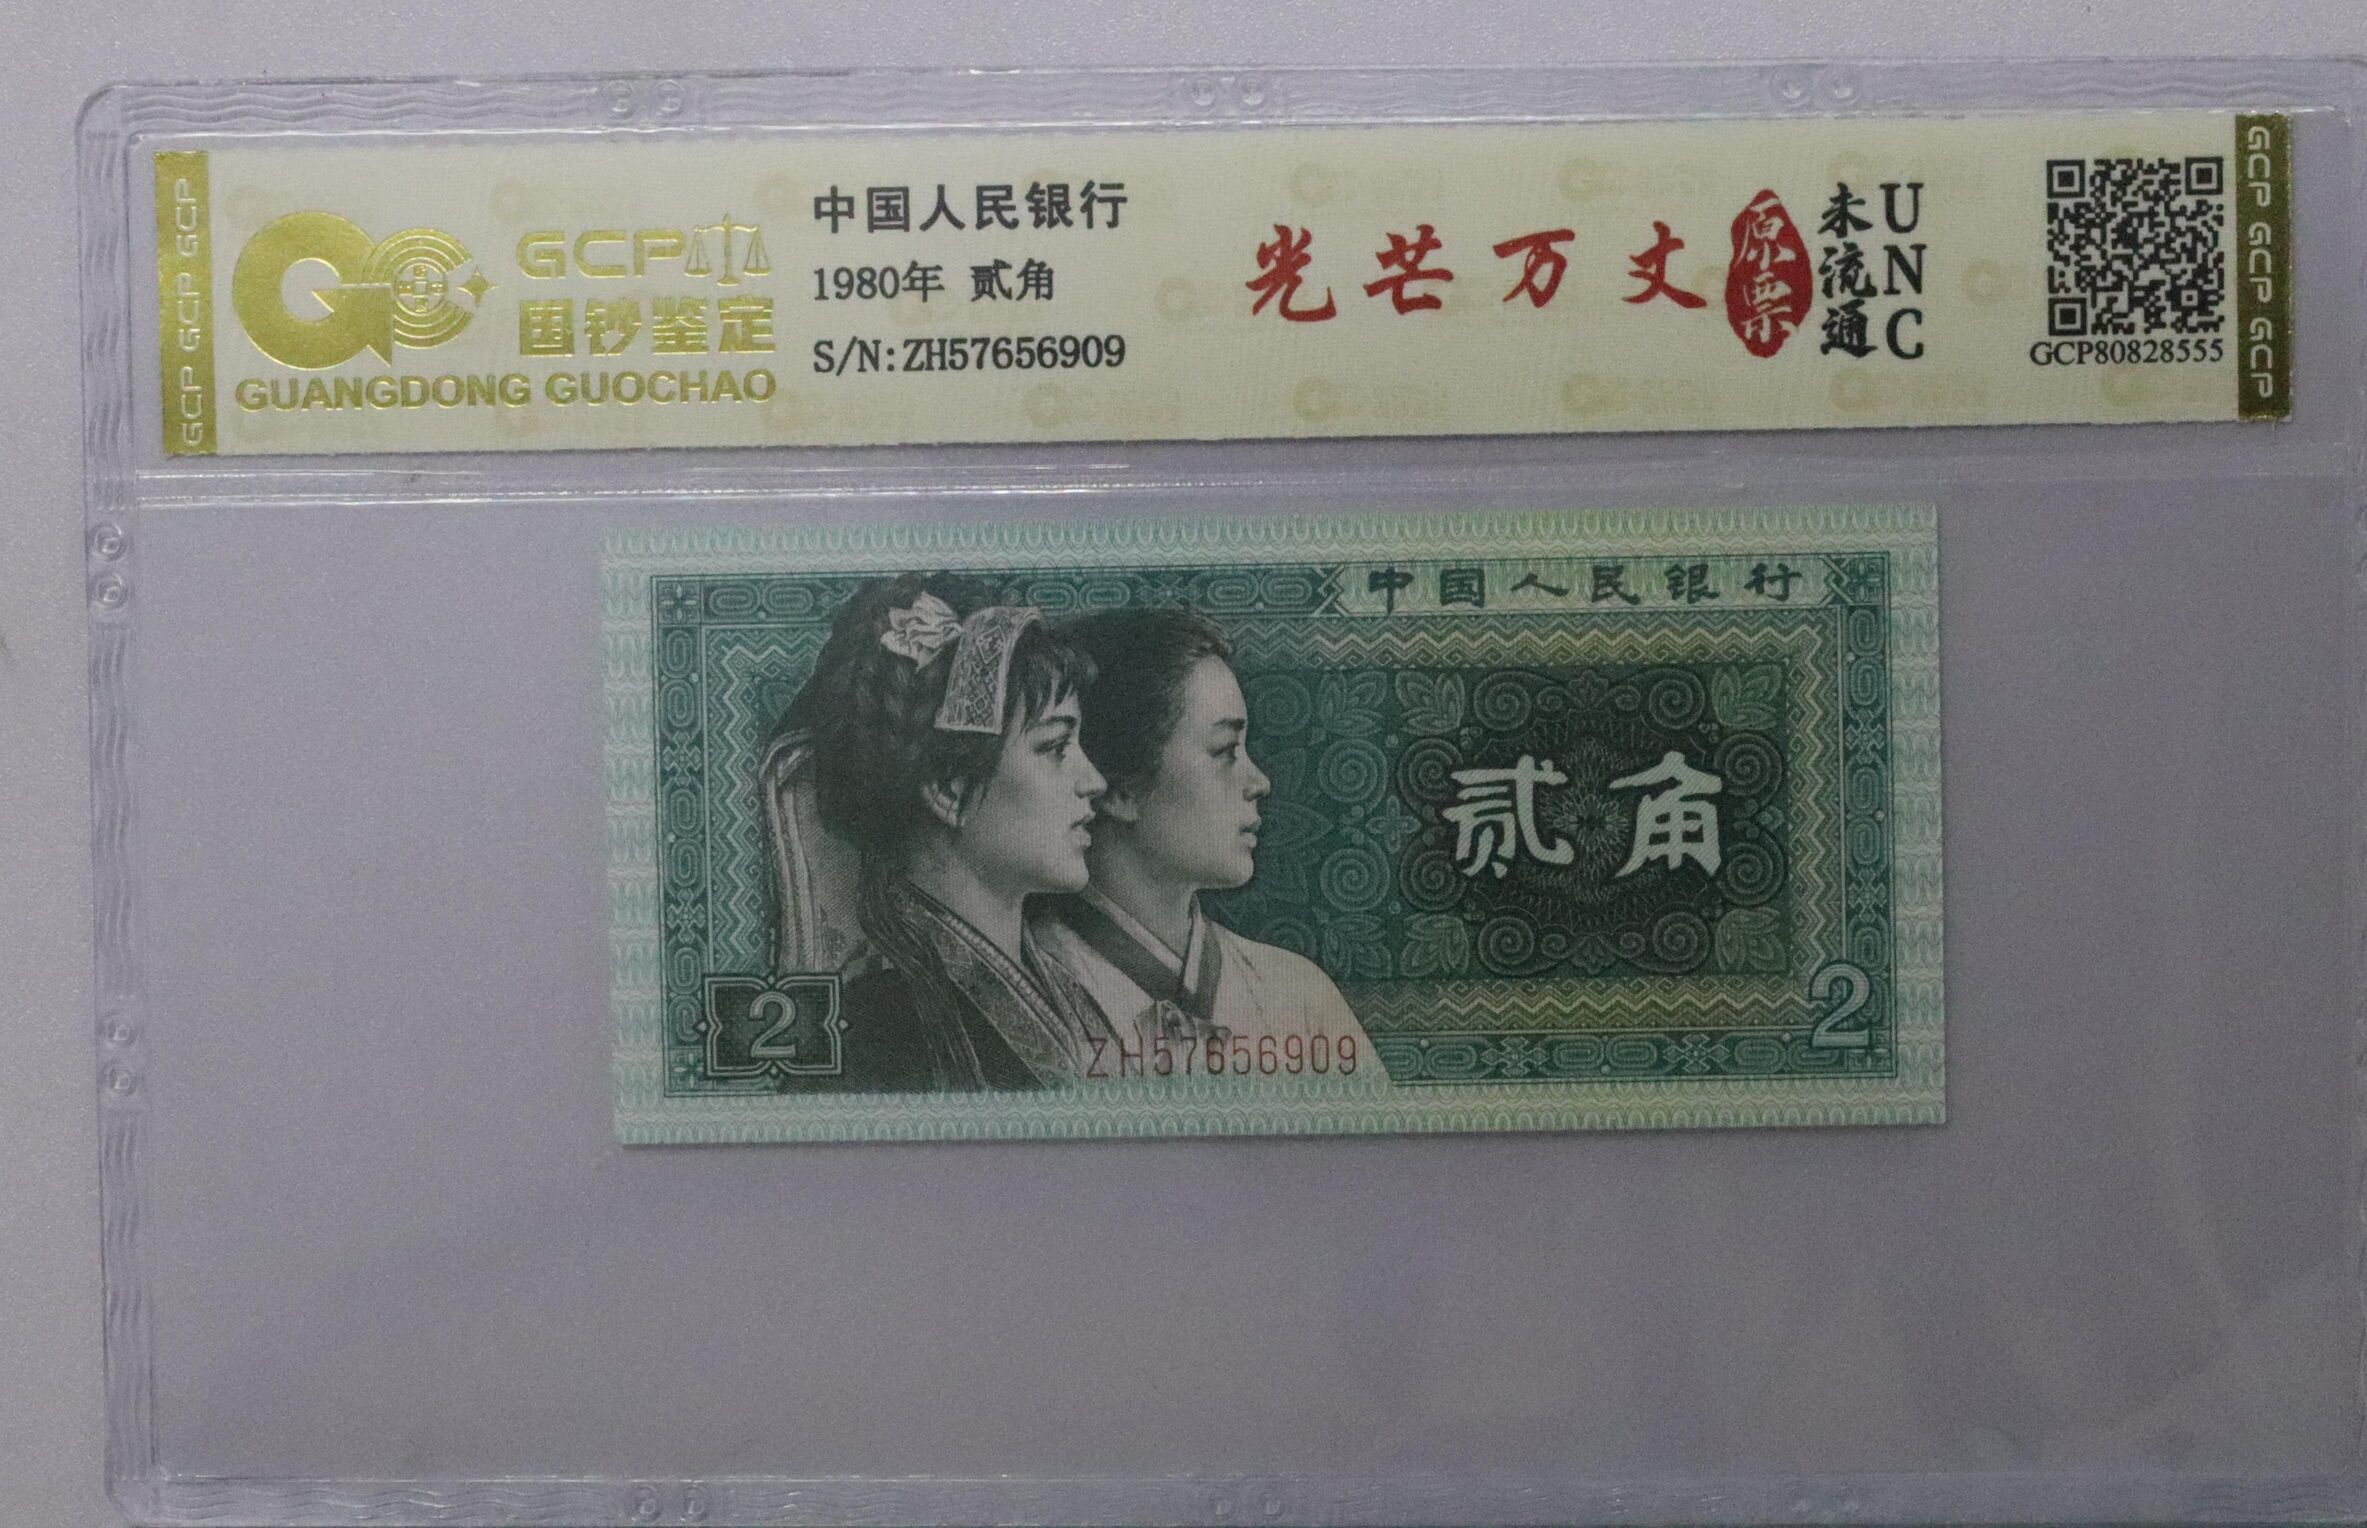 GCP GCP GCP
GCP
国钞鉴定
GUANGDONG GUOCHAO
中国人民银行
1980年 贰角
S/N:ZH57656909
光芒万丈
原票
未流通
UNC
GCP80828555
GCP GCP GCP
中国人民银行
贰角
2
2
ZH57656909